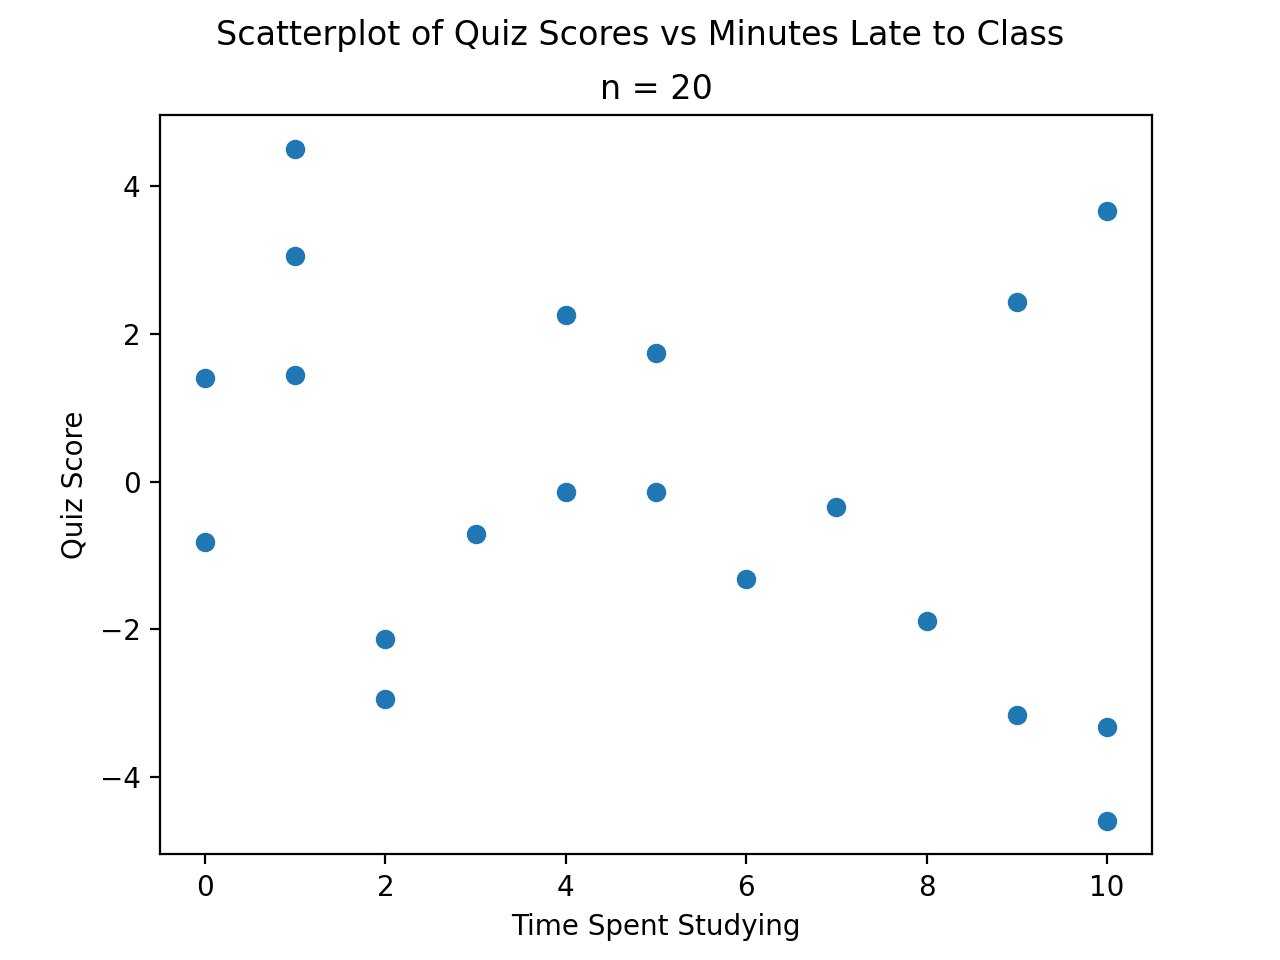 Scatterplot of Quiz Scores vs Minutes Late to Class
n = 20
4
2
0
−2
−4
Quiz Score
0 2 4 6 8 10
Time Spent Studying